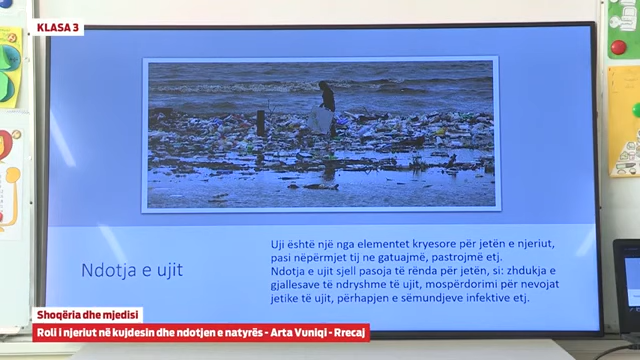 KLASA 3
Uji është një nga elementet kryesore për jetën e njeriut,
pasi nëpërmjet tij ne gatuajmë, pastrojmë etj.
Ndotja e ujit sjell pasoja të rënda për jetën, si: zhdukja e
gjallesave të ndryshme të ujit, mospërdorimi për nevojat
jetike të ujit, përhapjen e sëmundjeve infektive etj.
Ndotja e ujit
Shoqëria dhe mjedisi
Roli i njeriut në kujdesin dhe ndotjen e natyrës - Arta Vuniqi - Rrecaj